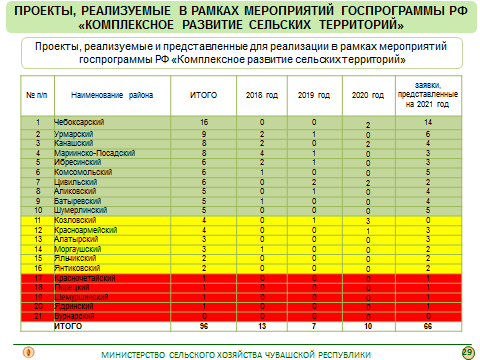 ПРОЕКТЫ, РЕАЛИЗУЕМЫЕ В РАМКАХ МЕРОПРИЯТИЙ ГОСПРОГРАММЫ РФ
«КОМПЛЕКСНОЕ РАЗВИТИЕ СЕЛЬСКИХ ТЕРРИТОРИЙ»
Проекты, реализуемые и представленные для реализации в рамках мероприятий
госпрограммы РФ «Комплексное развитие сельских территорий»
№ п/п Наименование района ИТОГО 2018 год 2019 год 2020 год заявки, представленные на 2021 год
1 Чебоксарский 16 0 0 2 14
2 Урмарский 9 2 1 0 6
3 Канашский 8 2 0 2 4
4 Мариинско-Посадский 8 4 1 0 3
5 Ибресинский 6 2 1 0 3
6 Комсомольский 6 1 0 0 5
7 Цивильский 6 0 2 2 2
8 Аликовский 5 0 1 0 4
9 Батыревский 5 1 0 0 4
10 Шумерлинский 5 0 0 0 5
11 Козловский 4 0 1 3 0
12 Красноармейский 4 0 0 1 3
13 Алатырский 3 0 0 0 3
14 Моргаушский 3 1 0 0 2
15 Яльчикский 2 0 0 0 2
16 Янтиковский 2 0 0 0 2
17 Красночетайский 1 0 0 0 1
18 Порецкий 1 0 0 0 1
19 Шемуршинский 1 0 0 0 1
20 Ядринский 1 0 0 0 1
21 Вурнарский 0 0 0 0 0
ИТОГО 96 13 7 10 66
МИНИСТЕРСТВО СЕЛЬСКОГО ХОЗЯЙСТВА ЧУВАШСКОЙ РЕСПУБЛИКИ
29